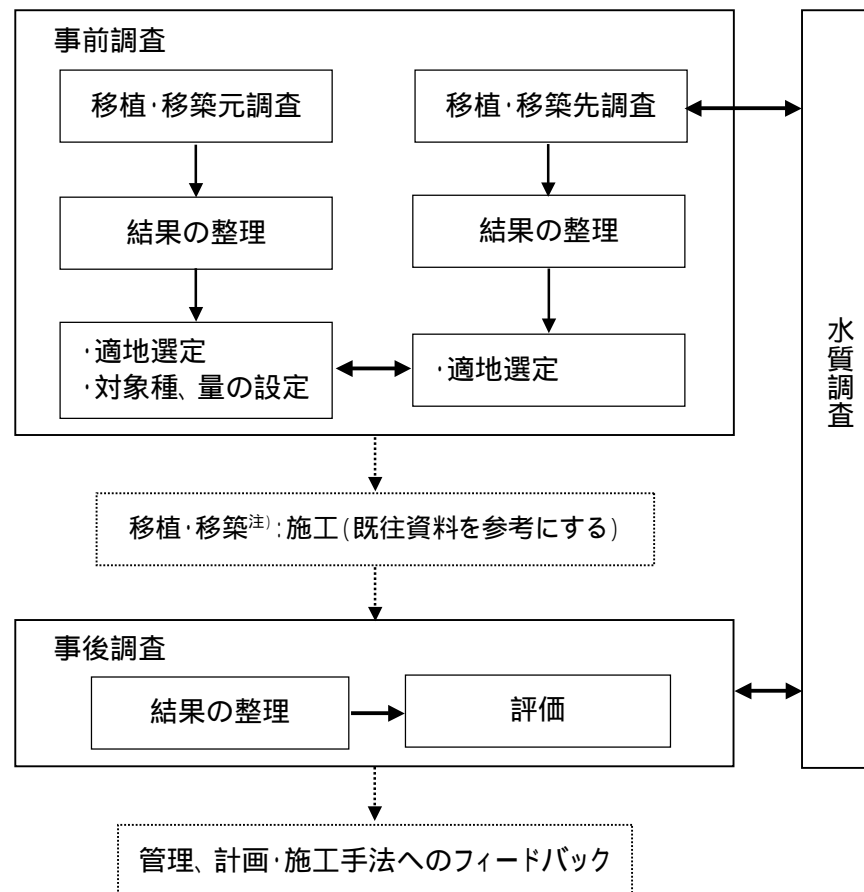 事前調査
移植・移築元調査
移植・移築先調査
結果の整理
結果の整理
・適地選定
・対象種、量の設定
・適地選定
水質調査
移植・移築注):施工(既往資料を参考にする)
事後調査
結果の整理
評価
管理、計画・施工手法へのフィードバック